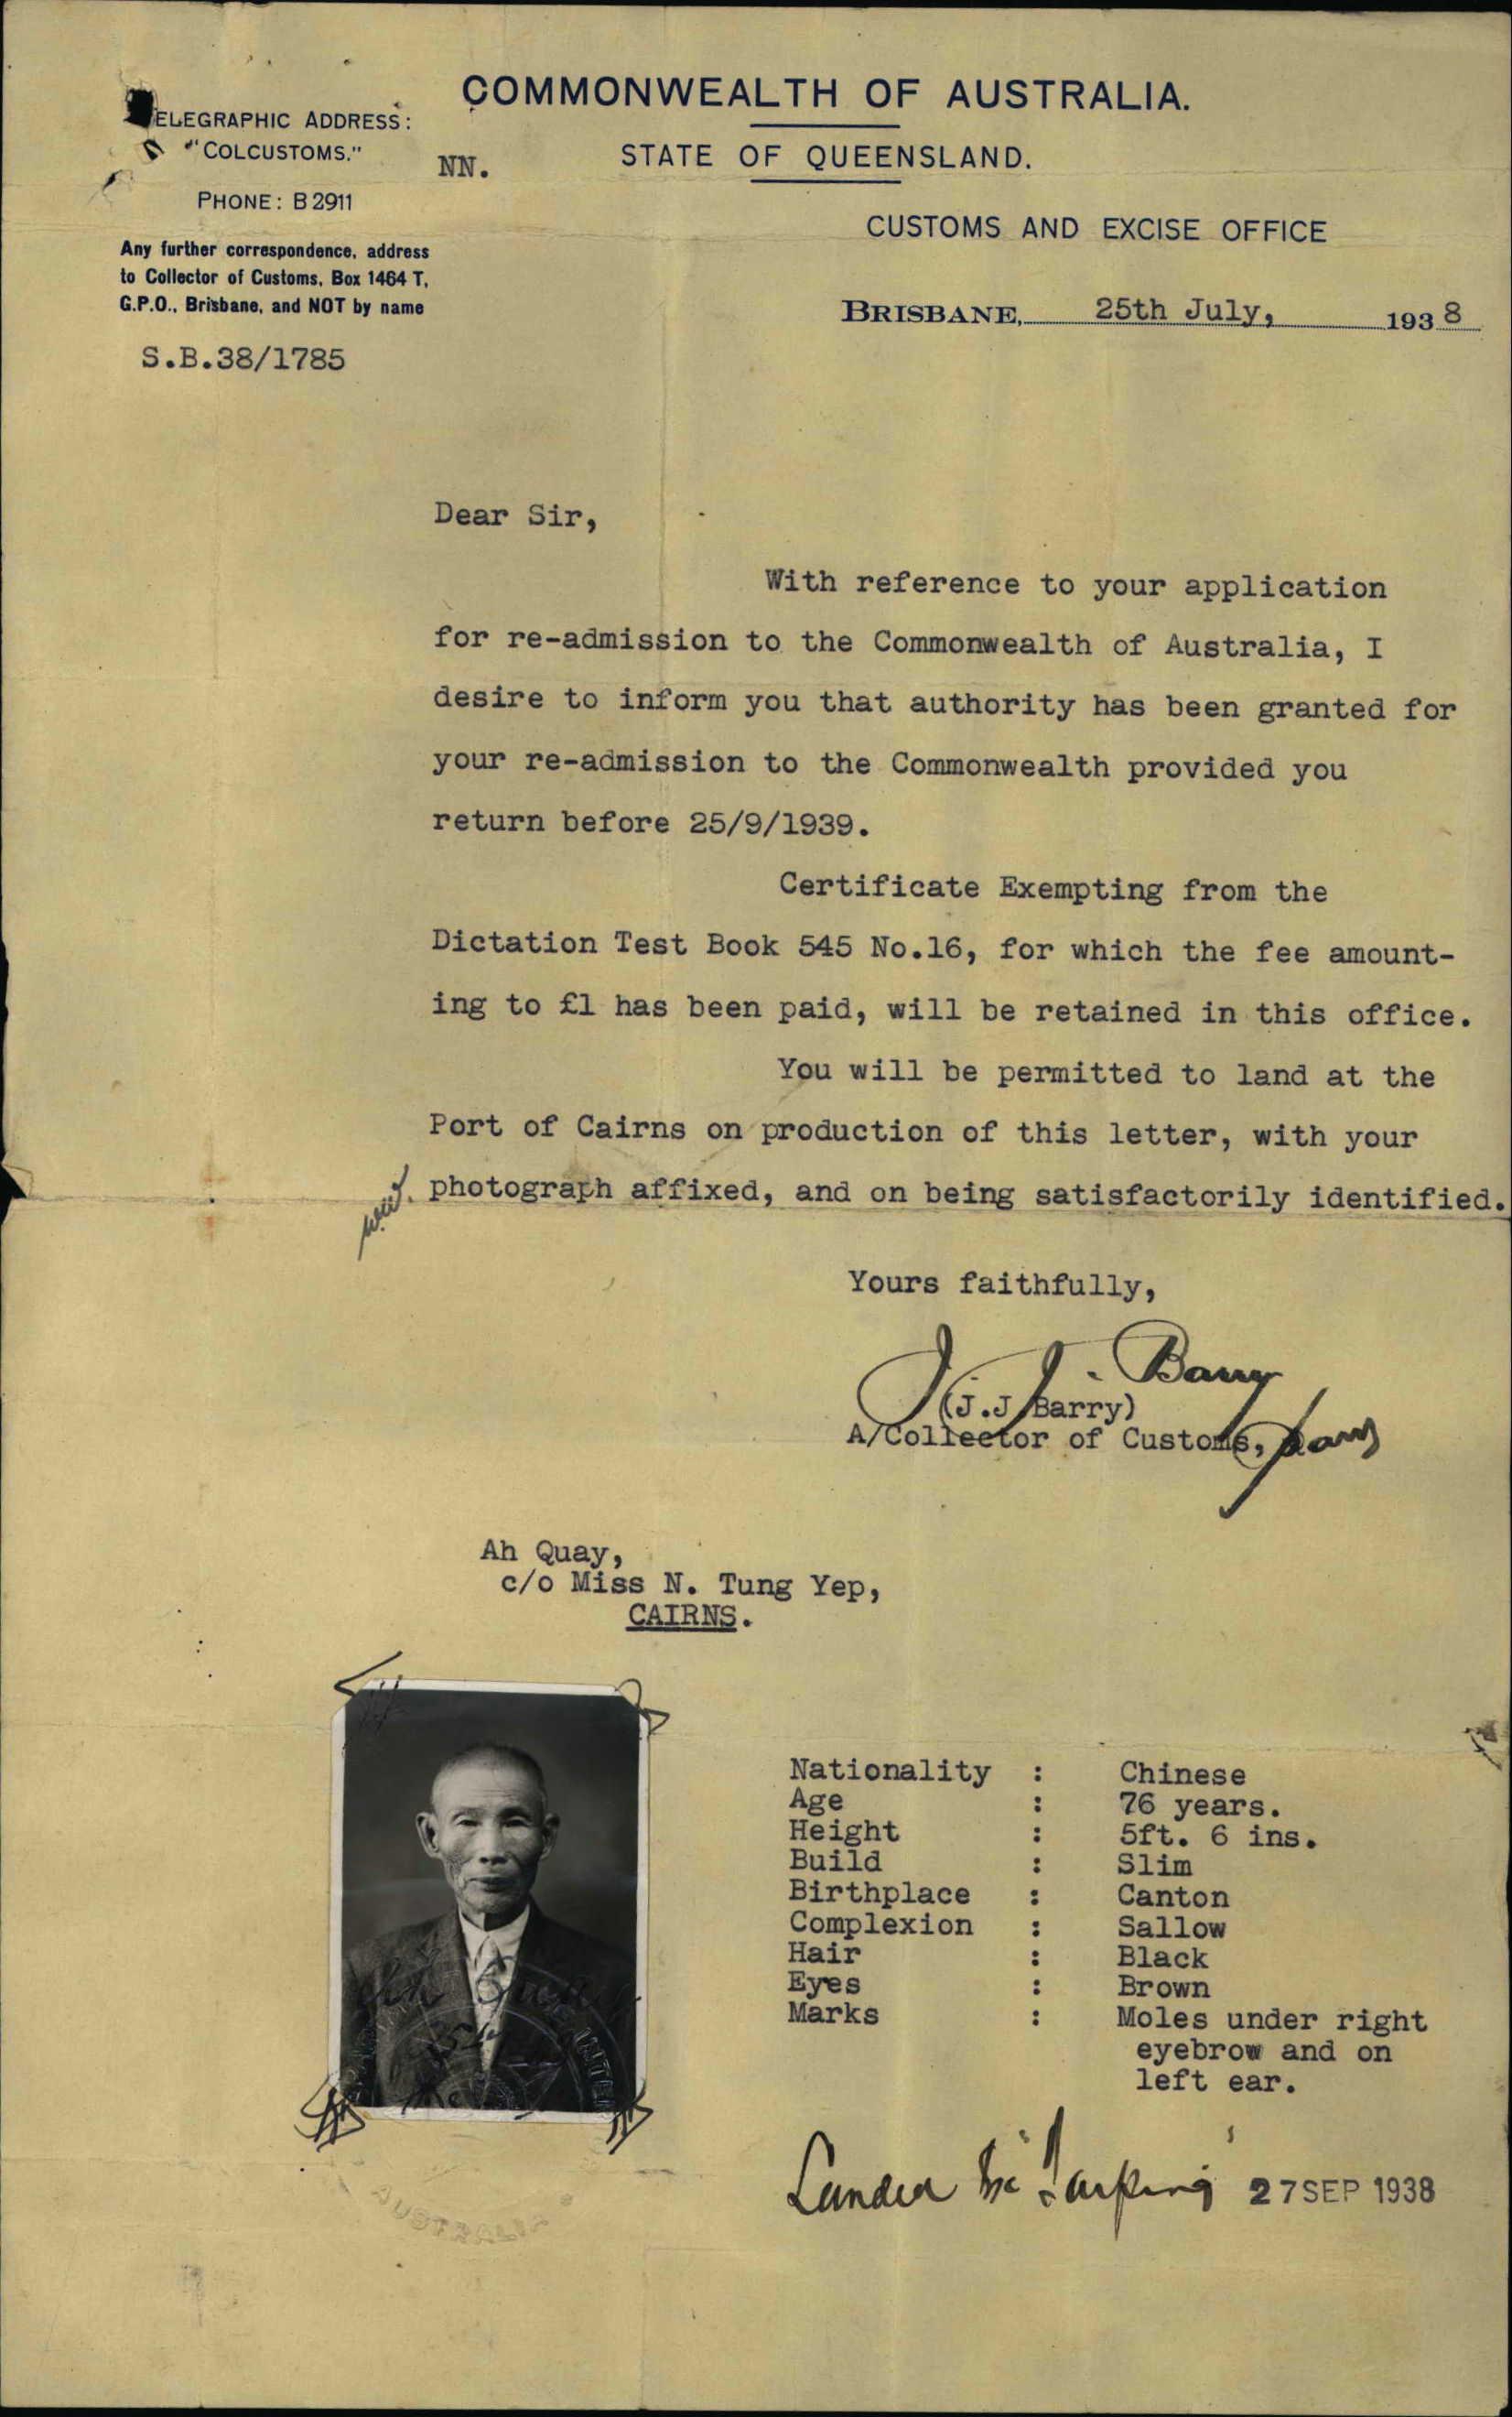 COMMONWEALTH OF AUSTRALIA.
ELEGRAPHIC ADDRESS:
"COLCUSTOMS."
NN.
STATE OF QUEENSLAND.
PHONE: B 2911
CUSTOMS AND EXCISE OFFICE
Any further correspondence, address
to Collector of Customs, Box 1464 T,
G.P.O., Brisbane, and NOT by name
BRISBANE, 25th July, 1938
S.B.38/1785
Dear Sir,
With reference to your application
for re-admission to the Commonwealth of Australia, I
desire to inform you that authority has been granted for
your re-admission to the Commonwealth provided you
return before 25/9/1939.
Certificate Exempting from the
Dictation Test Book 545 No.16, for which the fee amount-
ing to £1 has been paid, will be retained in this office.
You will be permitted to land at the
Port of Cairns on production of this letter, with your
photograph affixed, and on being satisfactorily identified.
Yours faithfully,
J. J. Barry
(J.J. Barry)
A/Collector of Customs,
Ah Quay,
c/o Miss N. Tung Yep,
CAIRNS.
Nationality : Chinese
Age : 76 years.
Height : 5ft. 6 ins.
Build : Slim
Birthplace : Canton
Complexion : Sallow
Hair : Black
Eyes : Brown
Marks : Moles under right
eyebrow and on
left ear.
Ah Quay
Landed ex "Taiping" 27 SEP 1938